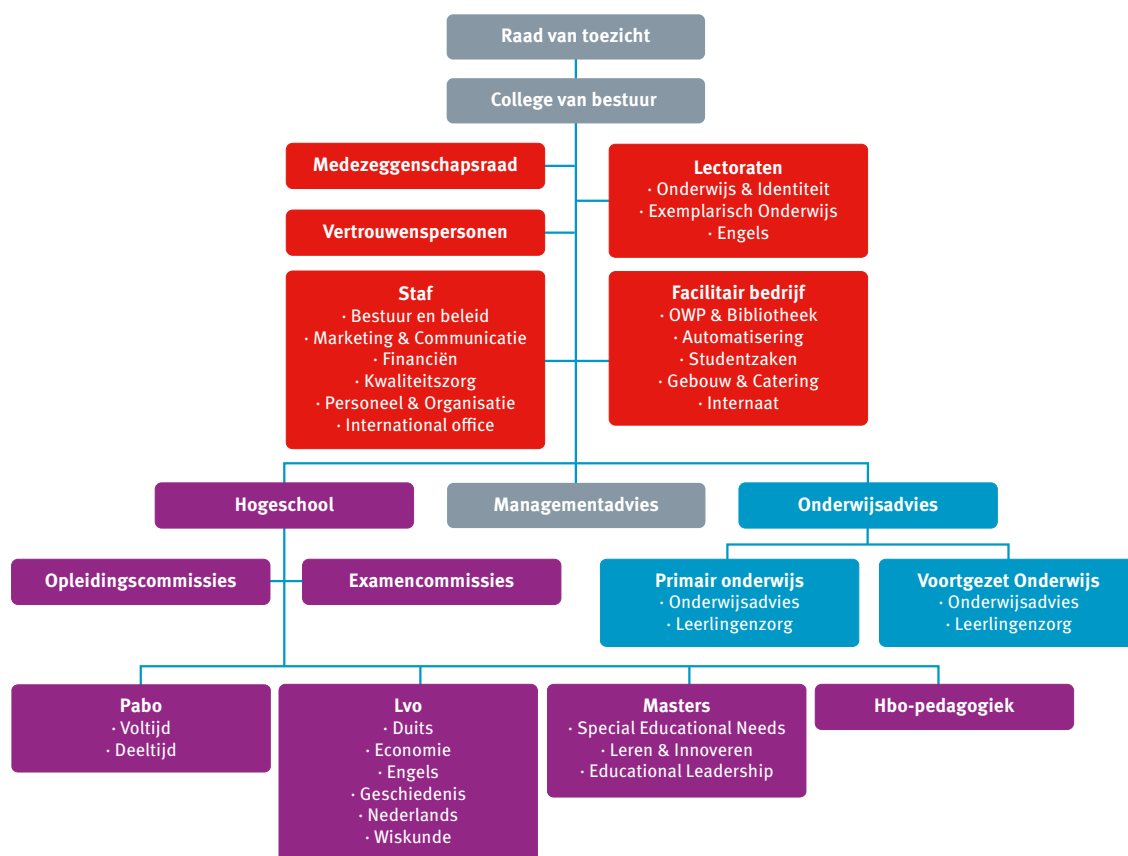 Raad van toezicht
College van bestuur
Medezeggenschapsraad
Vertrouwenspersonen
Lectoraten
· Onderwijs & Identiteit
· Exemplarisch Onderwijs
· Engels
Staf
· Bestuur en beleid
· Marketing & Communicatie
· Financiën
· Kwaliteitszorg
· Personeel & Organisatie
· International office
Facilitair bedrijf
· OWP & Bibliotheek
· Automatisering
· Studentzaken
· Gebouw & Catering
· Internaat
Hogeschool
Managementadvies
Onderwijsadvies
Opleidingscommissies
Examencommissies
Primair onderwijs
· Onderwijsadvies
· Leerlingenzorg
Voortgezet Onderwijs
· Onderwijsadvies
· Leerlingenzorg
Pabo
· Voltijd
· Deeltijd
Lvo
· Duits
· Economie
· Engels
· Geschiedenis
· Nederlands
· Wiskunde
Masters
· Special Educational Needs
· Leren & Innoveren
· Educational Leadership
Hbo-pedagogiek